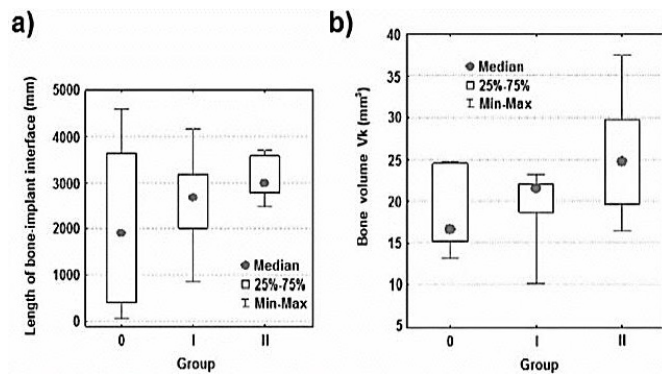 a)
Length of bone-implant interface (mm)
5000
4000
3000
2000
1000
0
Median
25%-75%
Min-Max
0 I II
Group
b)
Bone volume Vk (mm³)
40
35
30
25
20
15
10
5
Median
25%-75%
Min-Max
0 I II
Group